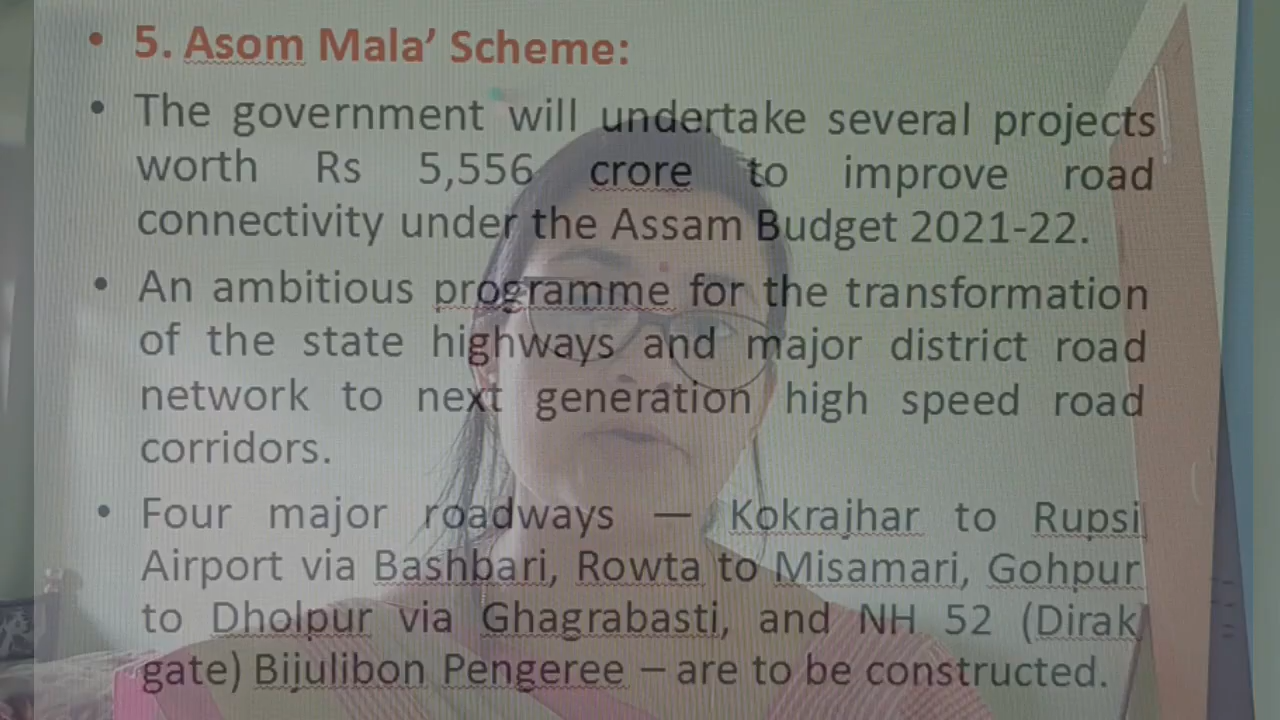 • 5. Asom Mala’ Scheme:
• The government will undertake several projects
worth Rs 5,556 crore to improve road
connectivity under the Assam Budget 2021-22.
• An ambitious programme for the transformation
of the state highways and major district road
network to next generation high speed road
corridors.
• Four major roadways — Kokrajhar to Rupsi
Airport via Bashbari, Rowta to Misamari, Gohpur
to Dholpur via Ghagrabasti, and NH 52 (Dirak
gate) Bijulibon Pengeree – are to be constructed.